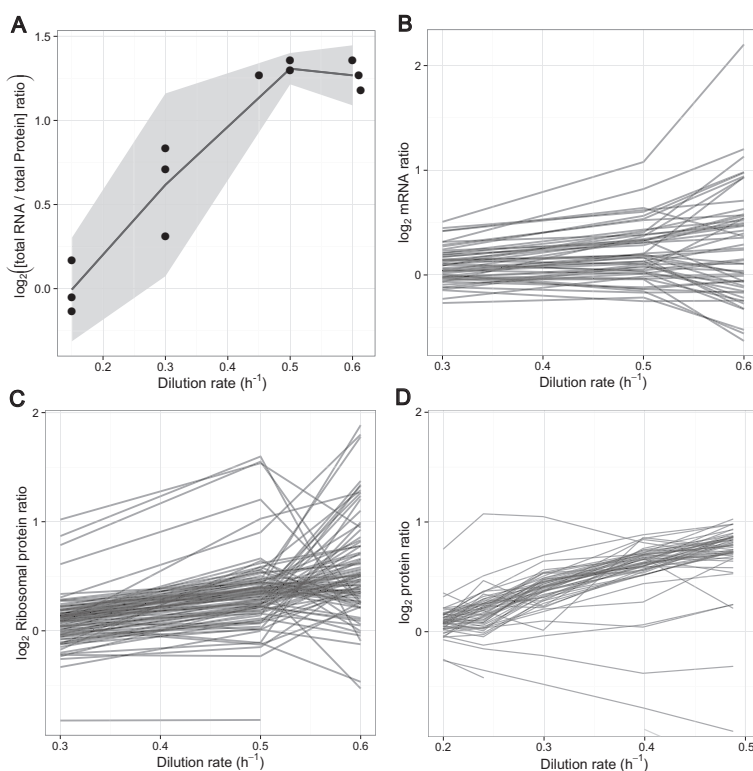 A
log2([total RNA / total Protein] ratio)
1.5
1.0
0.5
0.0
0.2 0.3 0.4 0.5 0.6
Dilution rate (h⁻¹)
B
log2 mRNA ratio
2
1
0
0.3 0.4 0.5 0.6
Dilution rate (h⁻¹)
C
log2 Ribosomal protein ratio
2
1
0
0.3 0.4 0.5 0.6
Dilution rate (h⁻¹)
D
log2 protein ratio
2
1
0
0.2 0.3 0.4 0.5
Dilution rate (h⁻¹)